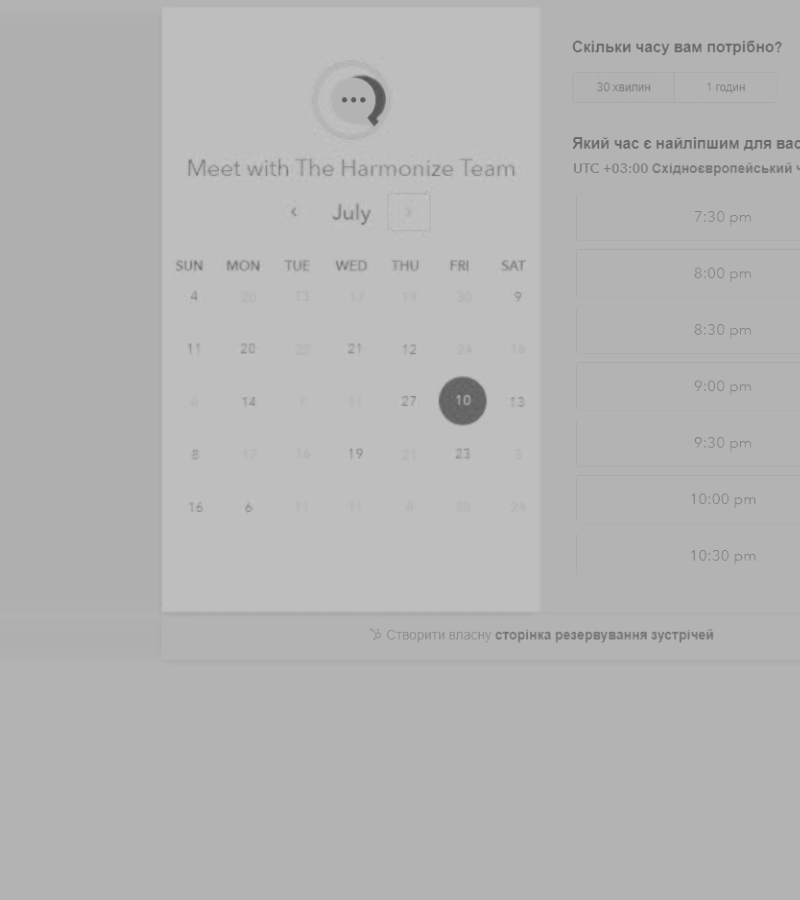 Meet with The Harmonize Team
July
SUN MON TUE WED THU FRI SAT
4 20 13 17 19 30 9
11 20 22 21 12 24 16
14 7 11 27 10 13
8 17 16 19 21 23 3
16 6 11 11 8 25 24
Скільки часу вам потрібно?
30 хвилин 1 годин
Який час є найліпшим для вас
UTC +03:00 Східноєвропейський ч
7:30 pm
8:00 pm
8:30 pm
9:00 pm
9:30 pm
10:00 pm
10:30 pm
Створити власну сторінка резервування зустрічей